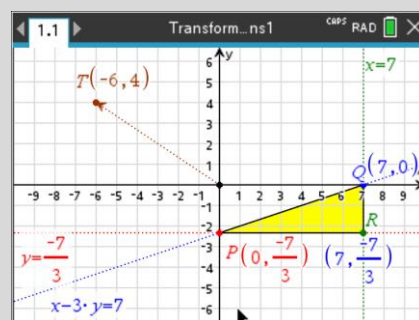 1.1 Transform...ns1 CAPS RAD
6 y x=7
T(-6,4)
5
4
3
2
1
Q(7,0)
-9 -8 -7 -6 -5 -4 -3 -2 -1 1 2 3 4 5 6 7 8 9
-1
-2 R
y=-7/3 P(0,-7/3) (7,-7/3)
-3
-4
-5
x-3·y=7
-6